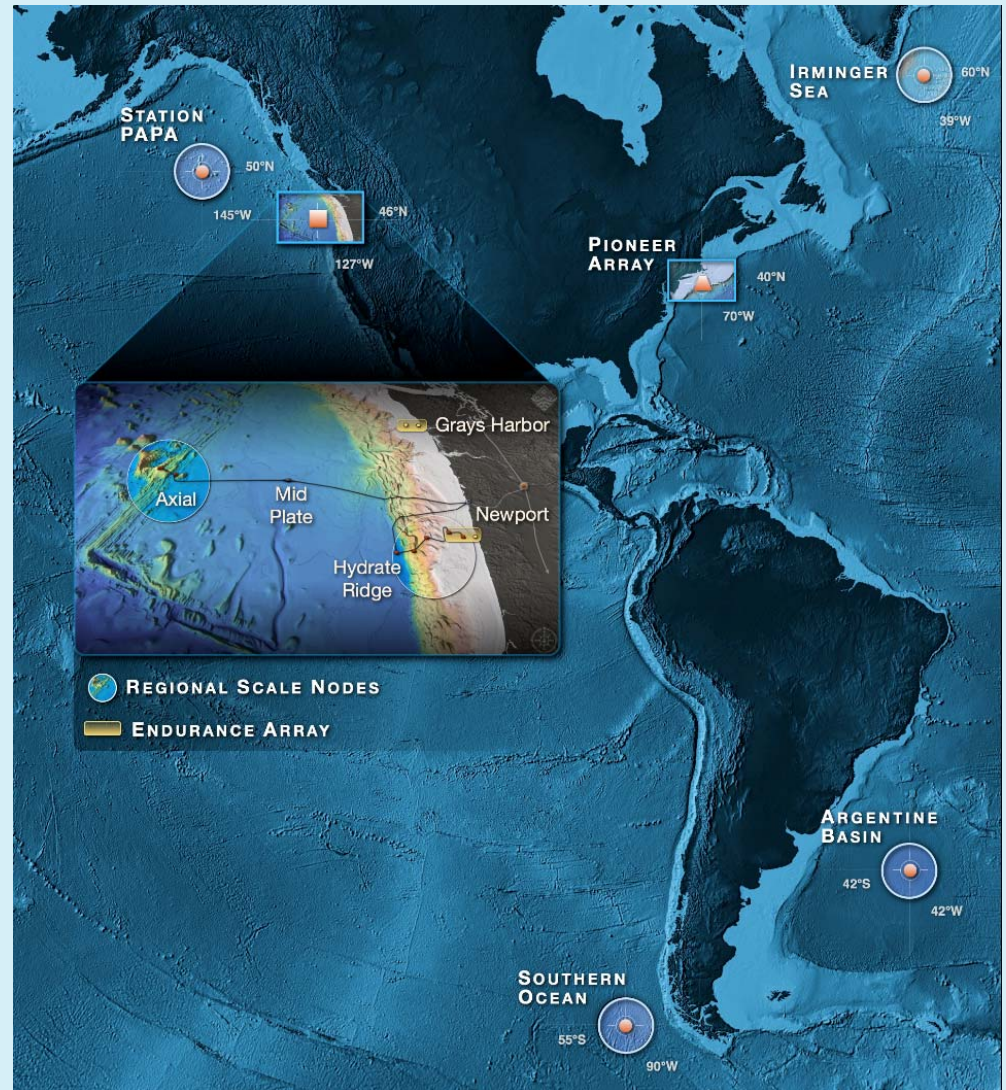 IRMINGER
SEA
60°N
39°W
STATION
PAPA
50°N
145°W
46°N
127°W
PIONEER
ARRAY
40°N
70°W
Grays Harbor
Axial
Mid
Plate
Newport
Hydrate
Ridge
REGIONAL SCALE NODES
ENDURANCE ARRAY
ARGENTINE
BASIN
42°S
42°W
SOUTHERN
OCEAN
55°S
90°W